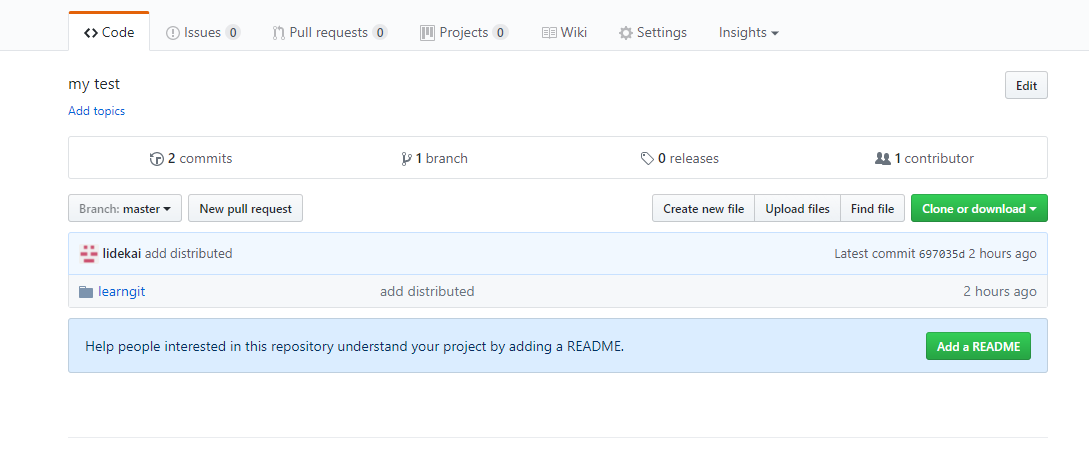 Code Issues 0 Pull requests 0 Projects 0 Wiki Settings Insights
my test Edit
Add topics
2 commits 1 branch 0 releases 1 contributor
Branch: master New pull request Create new file Upload files Find file Clone or download
lidekai add distributed Latest commit 697035d 2 hours ago
learngit add distributed 2 hours ago
Help people interested in this repository understand your project by adding a README. Add a README